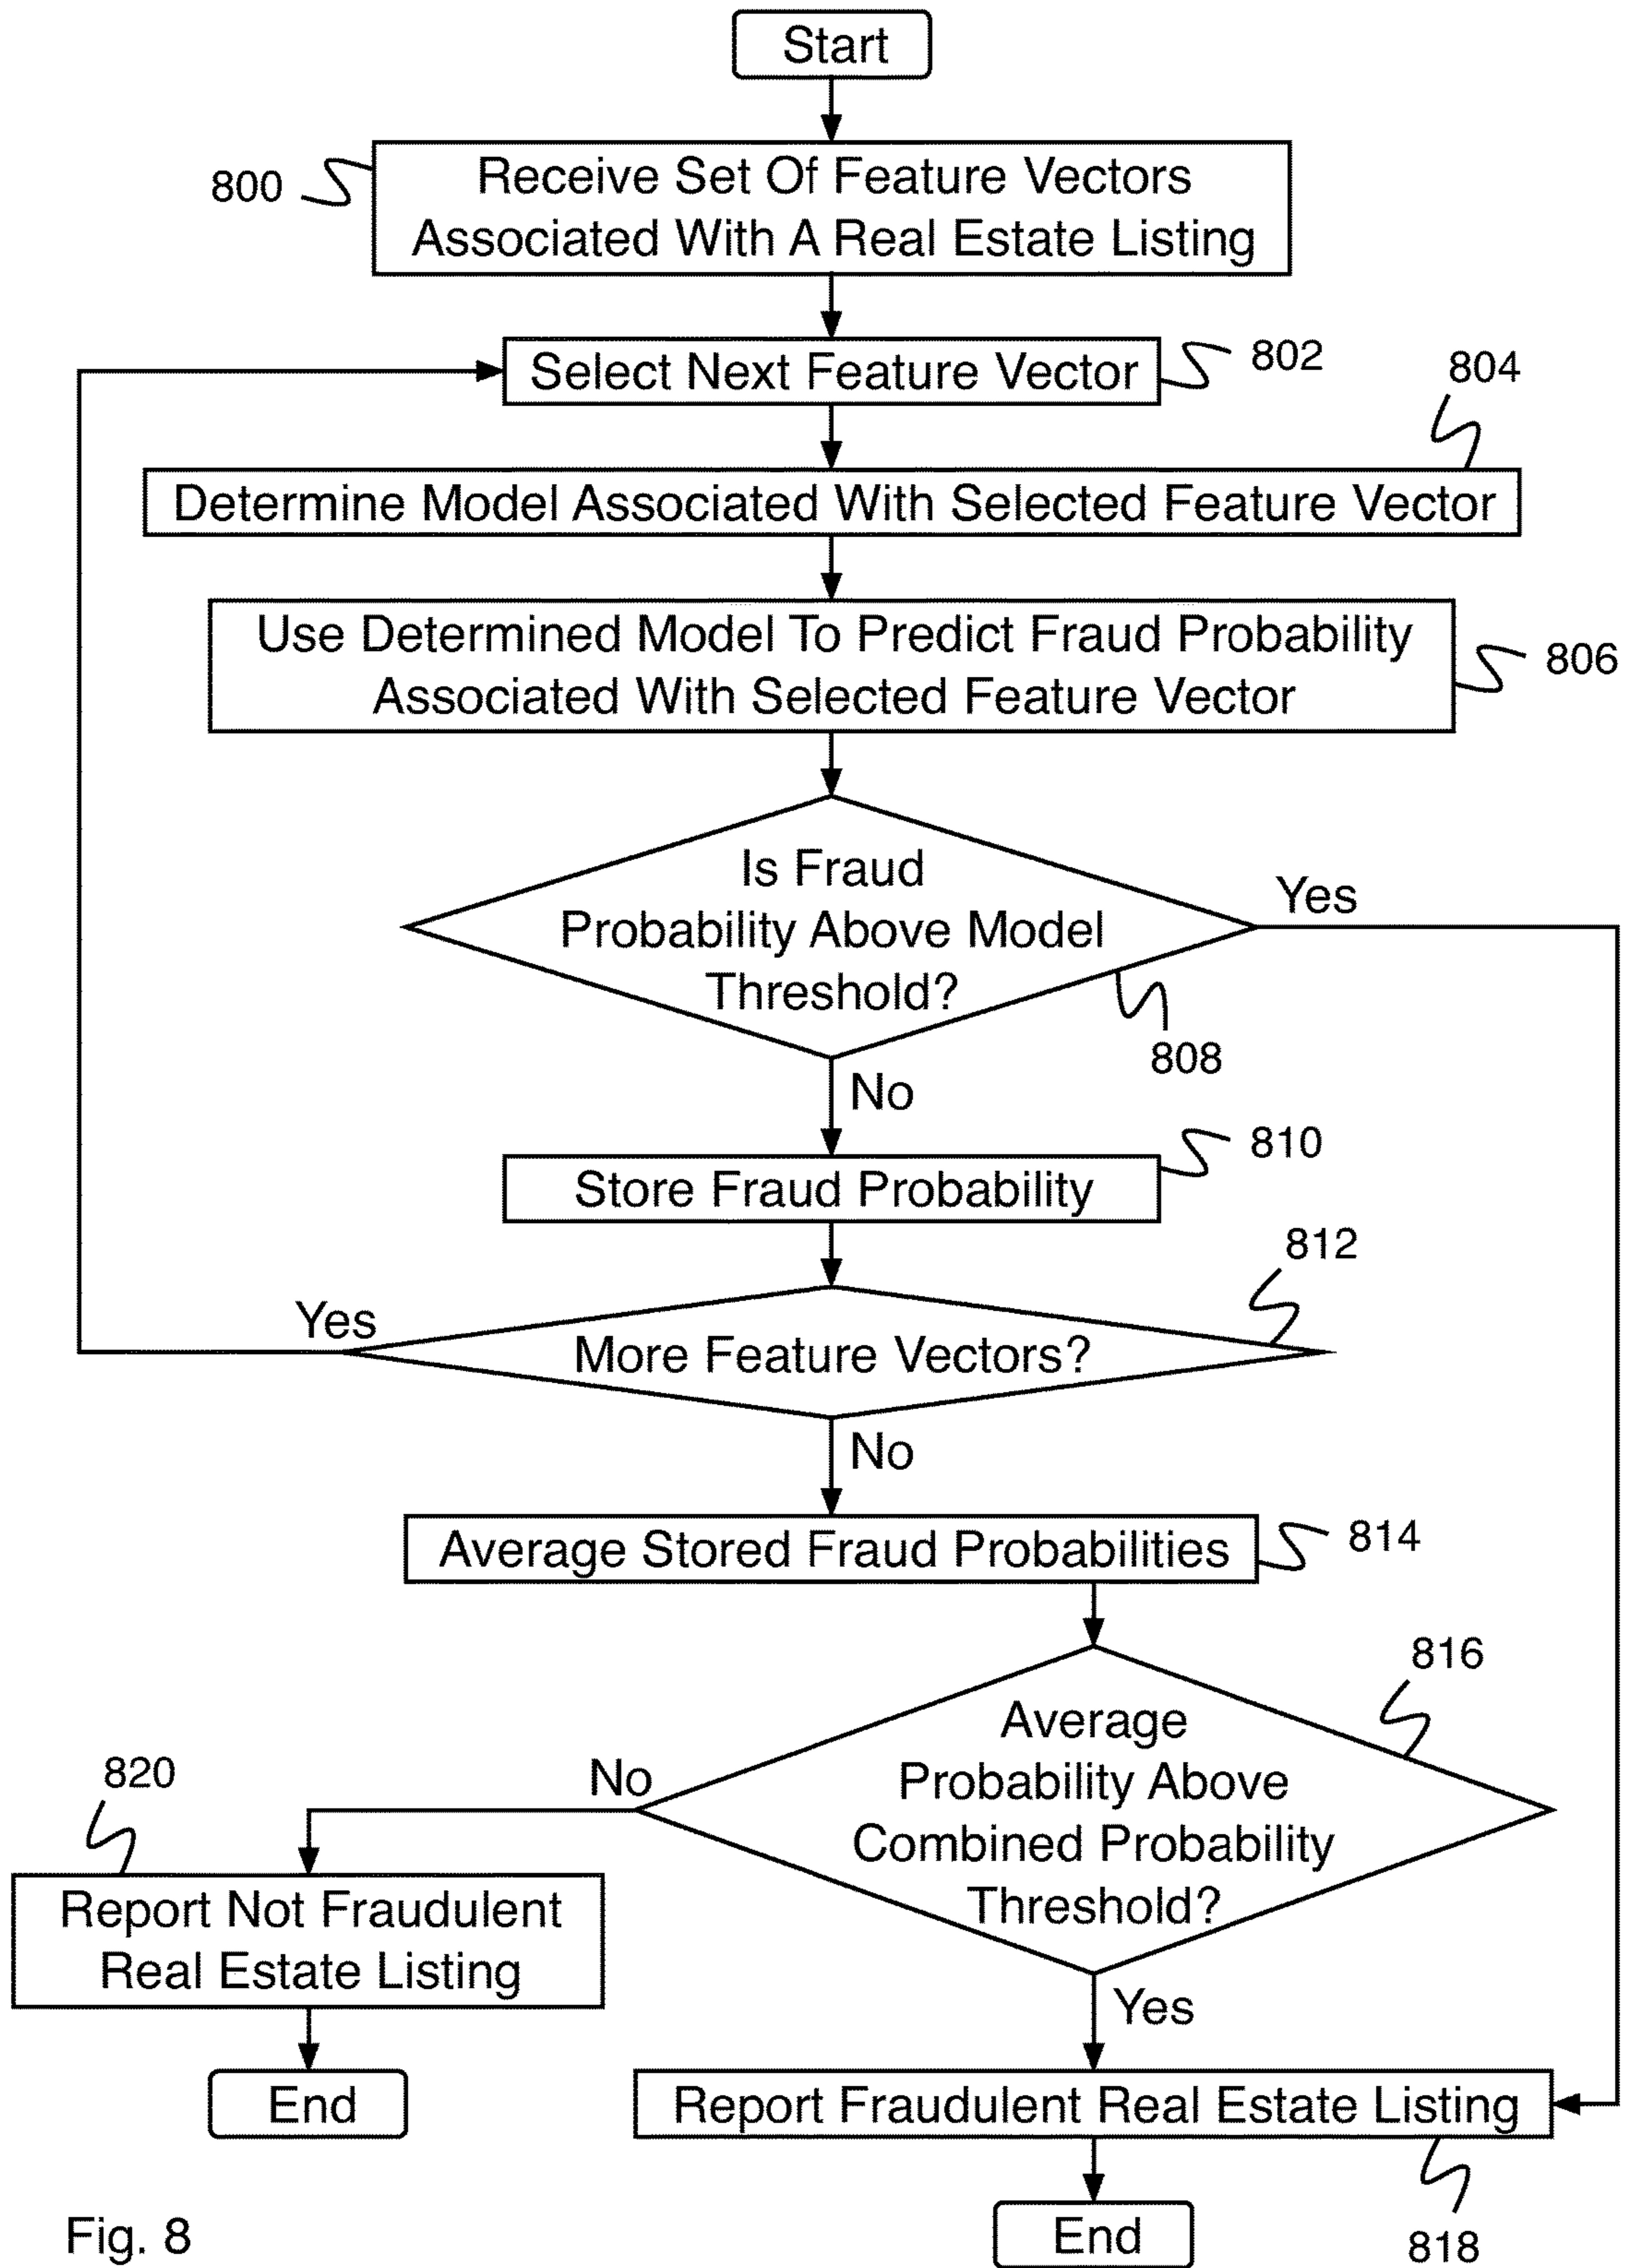 Start
800
Receive Set Of Feature Vectors
Associated With A Real Estate Listing
Select Next Feature Vector
802
804
Determine Model Associated With Selected Feature Vector
Use Determined Model To Predict Fraud Probability
Associated With Selected Feature Vector
806
Is Fraud
Probability Above Model
Threshold?
Yes
808
No
810
Store Fraud Probability
812
Yes
More Feature Vectors?
No
Average Stored Fraud Probabilities
814
816
Average
Probability Above
Combined Probability
Threshold?
No
820
Report Not Fraudulent
Real Estate Listing
Yes
End
Report Fraudulent Real Estate Listing
End
818
Fig. 8